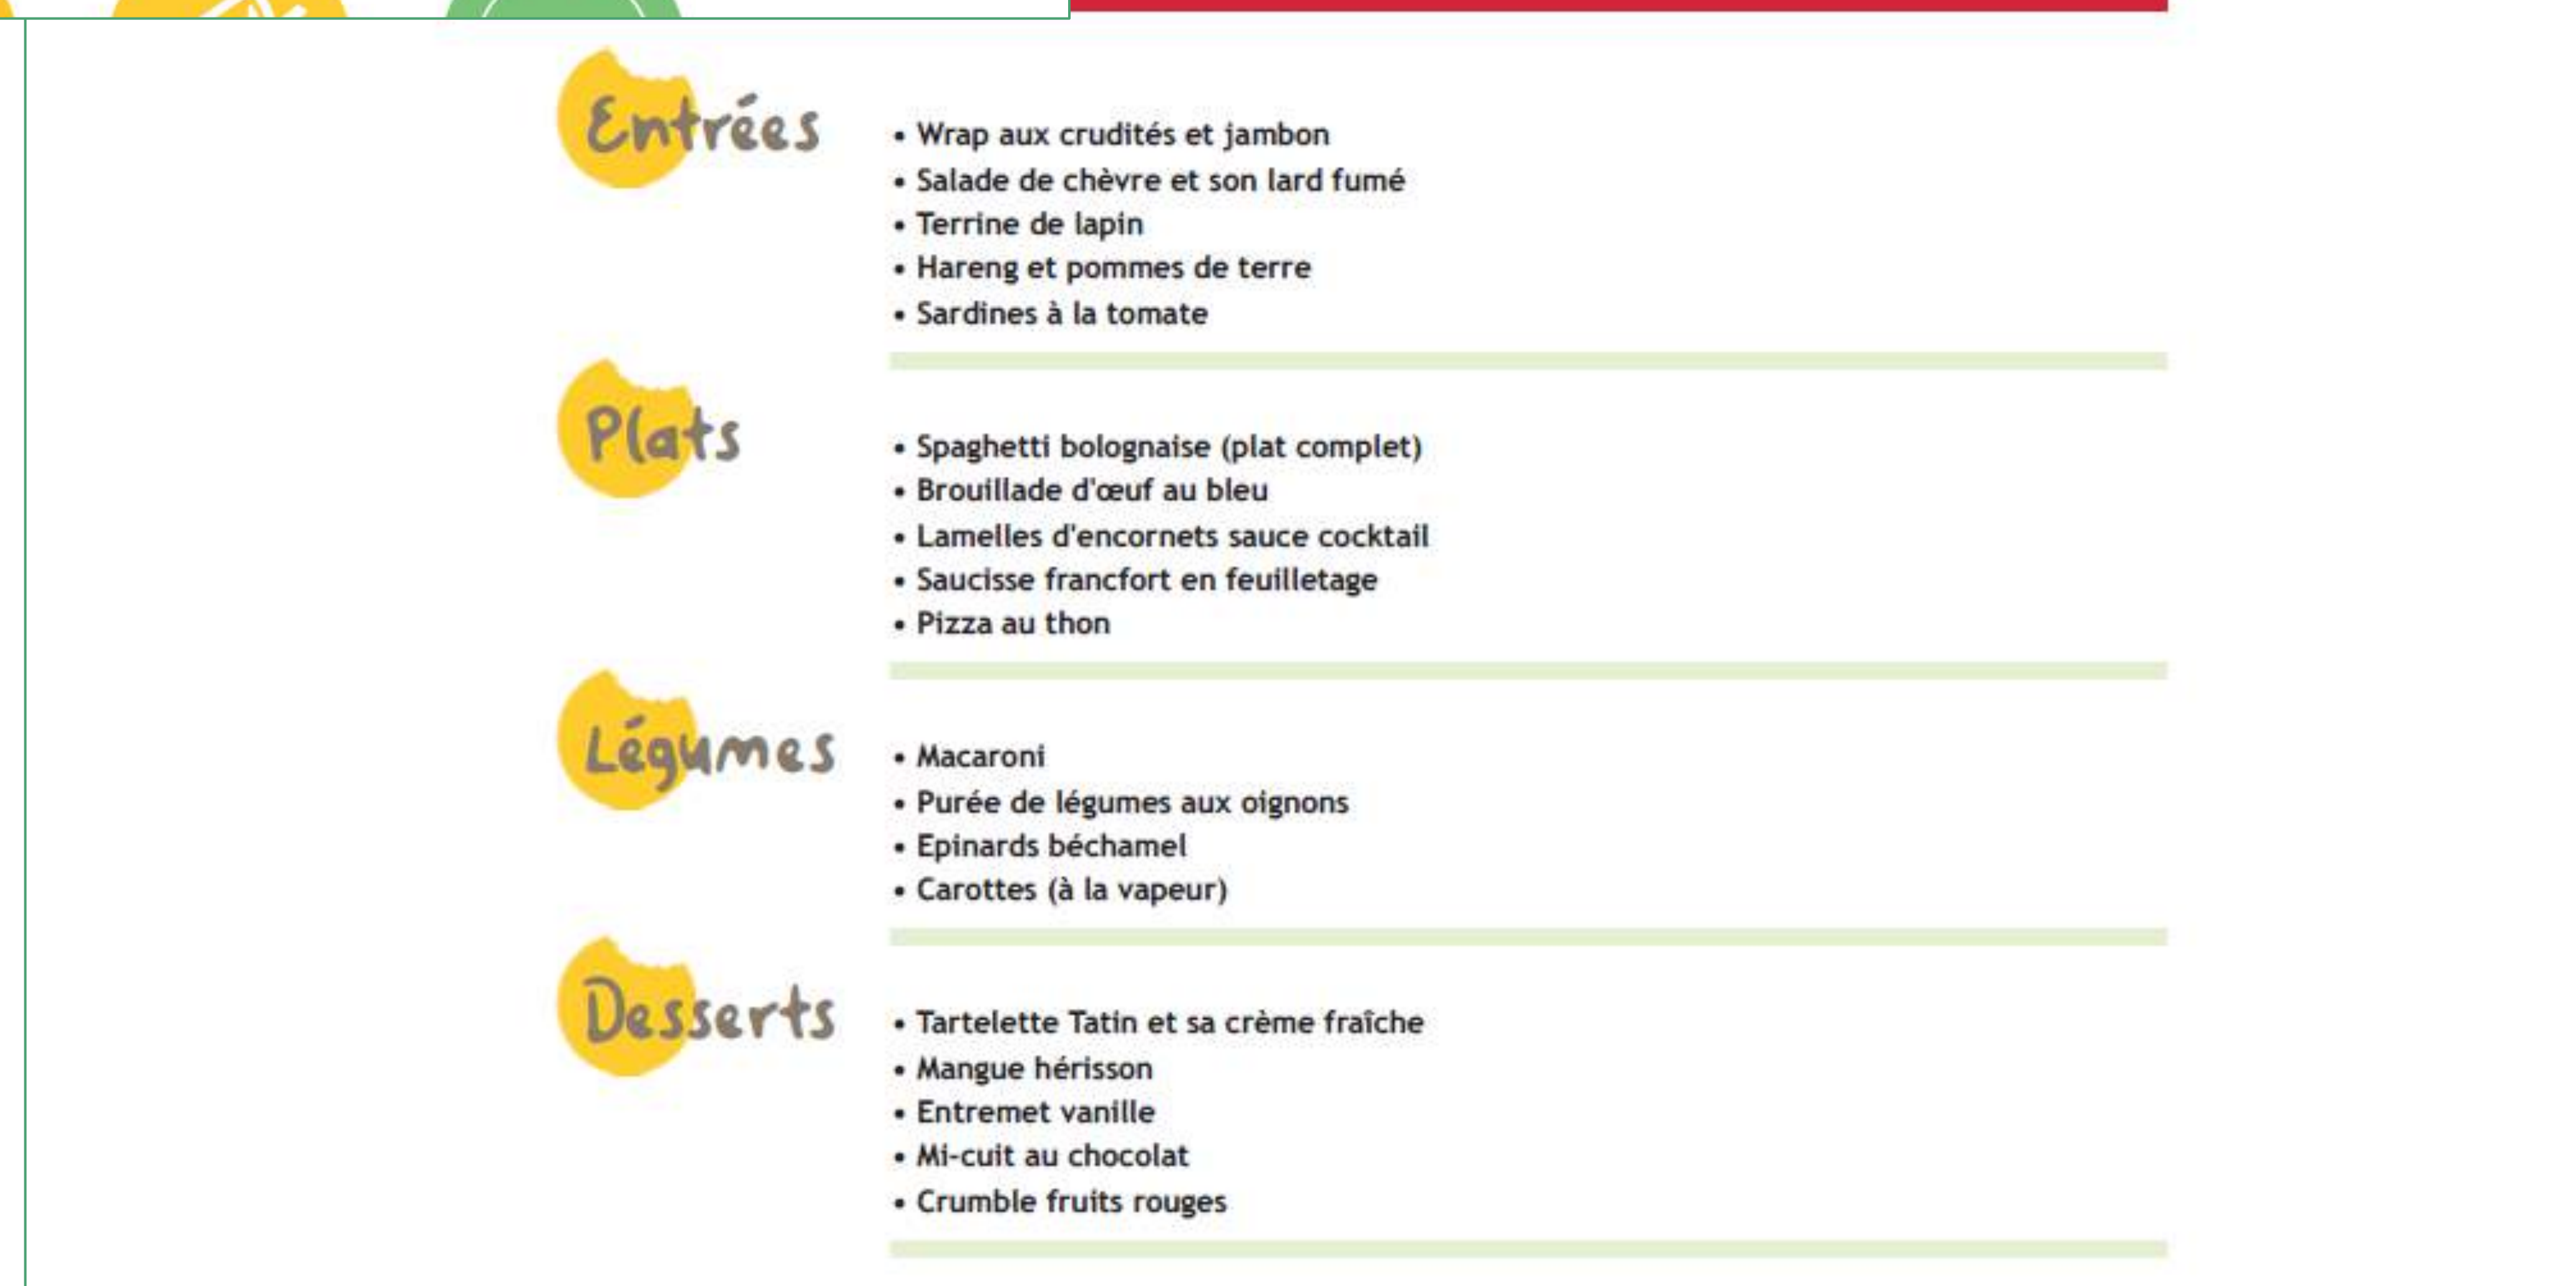 Entrées
• Wrap aux crudités et jambon
• Salade de chèvre et son lard fumé
• Terrine de lapin
• Hareng et pommes de terre
• Sardines à la tomate
Plats
• Spaghetti bolognaise (plat complet)
• Brouillade d'œuf au bleu
• Lamelles d'encornets sauce cocktail
• Saucisse francfort en feuilletage
• Pizza au thon
Légumes
• Macaroni
• Purée de légumes aux oignons
• Epinards béchamel
• Carottes (à la vapeur)
Desserts
• Tartelette Tatin et sa crème fraîche
• Mangue hérisson
• Entremet vanille
• Mi-cuit au chocolat
• Crumble fruits rouges